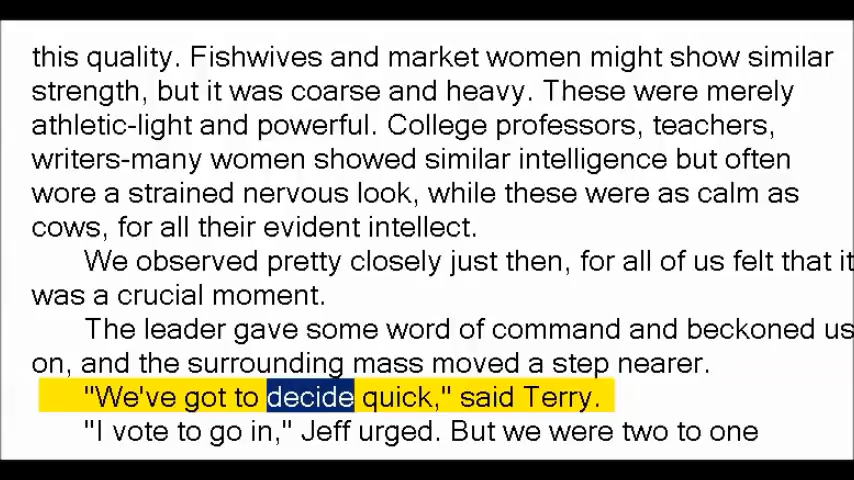 this quality. Fishwives and market women might show similar
strength, but it was coarse and heavy. These were merely
athletic-light and powerful. College professors, teachers,
writers-many women showed similar intelligence but often
wore a strained nervous look, while these were as calm as
cows, for all their evident intellect.
We observed pretty closely just then, for all of us felt that it
was a crucial moment.
The leader gave some word of command and beckoned us
on, and the surrounding mass moved a step nearer.
"We've got to decide quick," said Terry.
"I vote to go in," Jeff urged. But we were two to one